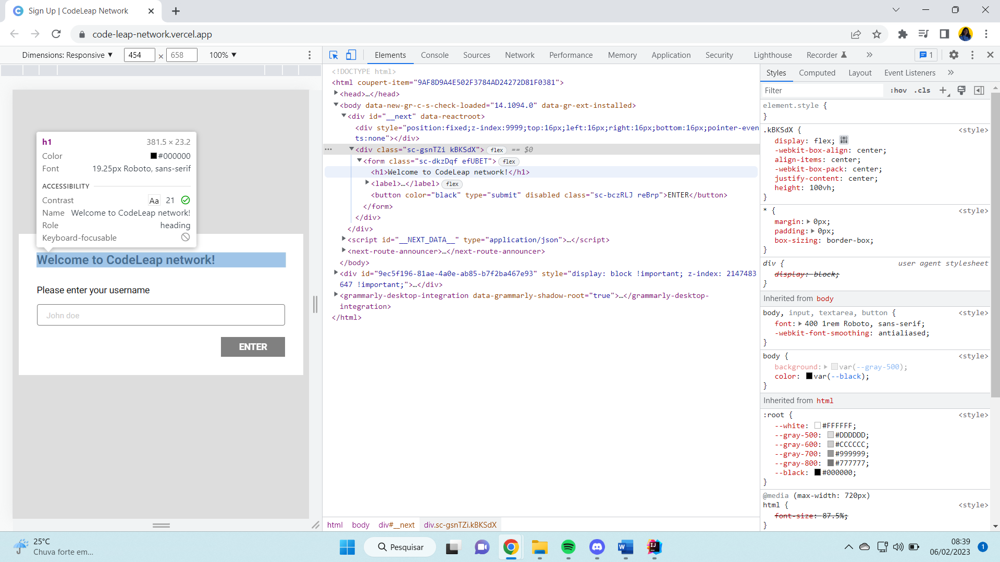 Sign Up | CodeLeap Network
code-leap-network.vercel.app
Dimensions: Responsive ▼ 454 × 658 100% ▼
Elements Console Sources Network Performance Memory Application Security Lighthouse Recorder » 1
h1 381.5 × 23.2
Color #000000
Font 19.25px Roboto, sans-serif
ACCESSIBILITY
Contrast Aa 21
Name Welcome to CodeLeap network!
Role heading
Keyboard-focusable
Welcome to CodeLeap network!
Please enter your username
John doe
ENTER
<!DOCTYPE html>
<html coupert-item="9AF8D9A4E502F3784AD24272D81F0381">
<head>…</head>
<body data-new-gr-c-s-check-loaded="14.1094.0" data-gr-ext-installed>
<div id="__next" data-reactroot>
<div style="position:fixed;z-index:9999;top:16px;left:16px;right:16px;bottom:16px;pointer-even
ts:none"></div>
<div class="sc-gsnTZi kBKSdX"> flex == $0
<form class="sc-dkzDqf efUBET"> flex
<h1>Welcome to CodeLeap network!</h1>
<label>…</label> flex
<button color="black" type="submit" disabled class="sc-bczRLJ reBrp">ENTER</button>
</form>
</div>
</div>
<script id="__NEXT_DATA__" type="application/json">…</script>
<next-route-announcer>…</next-route-announcer>
</body>
<div id="9ec5f196-81ae-4a0e-ab85-b7f2ba467e93" style="display: block !important; z-index: 2147483
647 !important;">…</div>
<grammarly-desktop-integration data-grammarly-shadow-root="true">…</grammarly-desktop-
integration>
</html>
html body div#__next div.sc-gsnTZi.kBKSdX
Styles Computed Layout Event Listeners »
Filter :hov .cls +
element.style {
}
.kBKSdX { <style>
display: flex;
-webkit-box-align: center;
align-items: center;
-webkit-box-pack: center;
justify-content: center;
height: 100vh;
}
* { <style>
margin: 0px;
padding: 0px;
box-sizing: border-box;
}
div { user agent stylesheet
display: block;
}
Inherited from body
body, input, textarea, button { <style>
font: 400 1rem Roboto, sans-serif;
-webkit-font-smoothing: antialiased;
}
body { <style>
background: var(--gray-500);
color: var(--black);
}
Inherited from html
:root { <style>
--white: #FFFFFF;
--gray-500: #DDDDDD;
--gray-600: #CCCCCC;
--gray-700: #999999;
--gray-800: #777777;
--black: #000000;
}
@media (max-width: 720px)
html { <style>
font-size: 87.5%;
}
25°C
Chuva forte em...
Pesquisar
08:39
06/02/2023
1